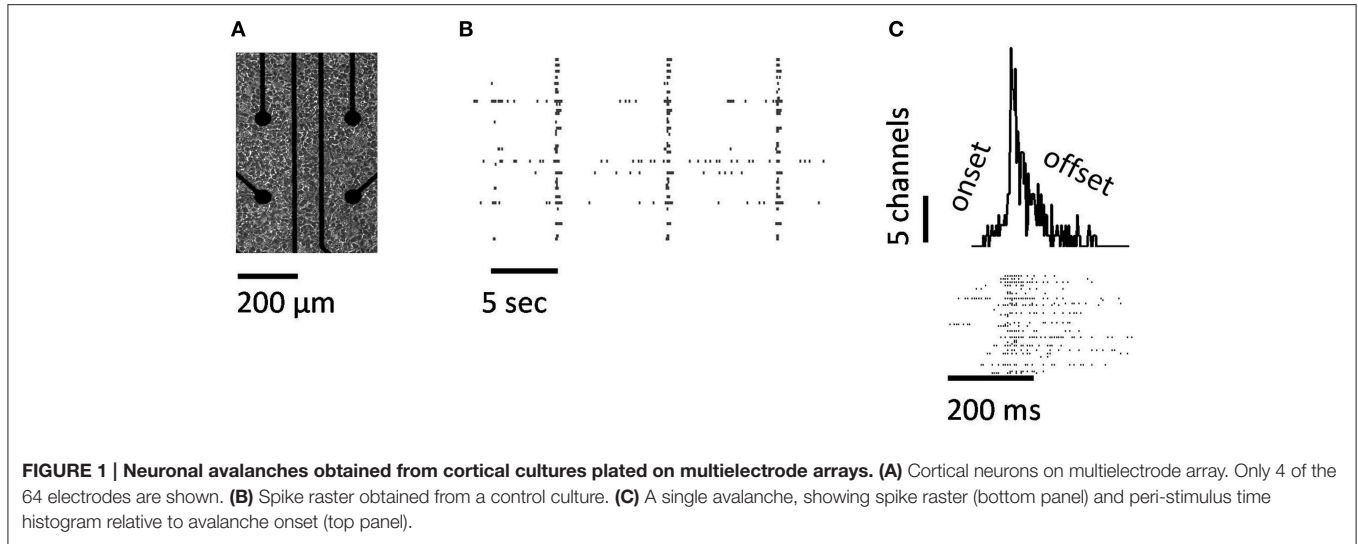 A
B
C
5 channels
onset
offset
200 µm
5 sec
200 ms
FIGURE 1 | Neuronal avalanches obtained from cortical cultures plated on multielectrode arrays. (A) Cortical neurons on multielectrode array. Only 4 of the
64 electrodes are shown. (B) Spike raster obtained from a control culture. (C) A single avalanche, showing spike raster (bottom panel) and peri-stimulus time
histogram relative to avalanche onset (top panel).